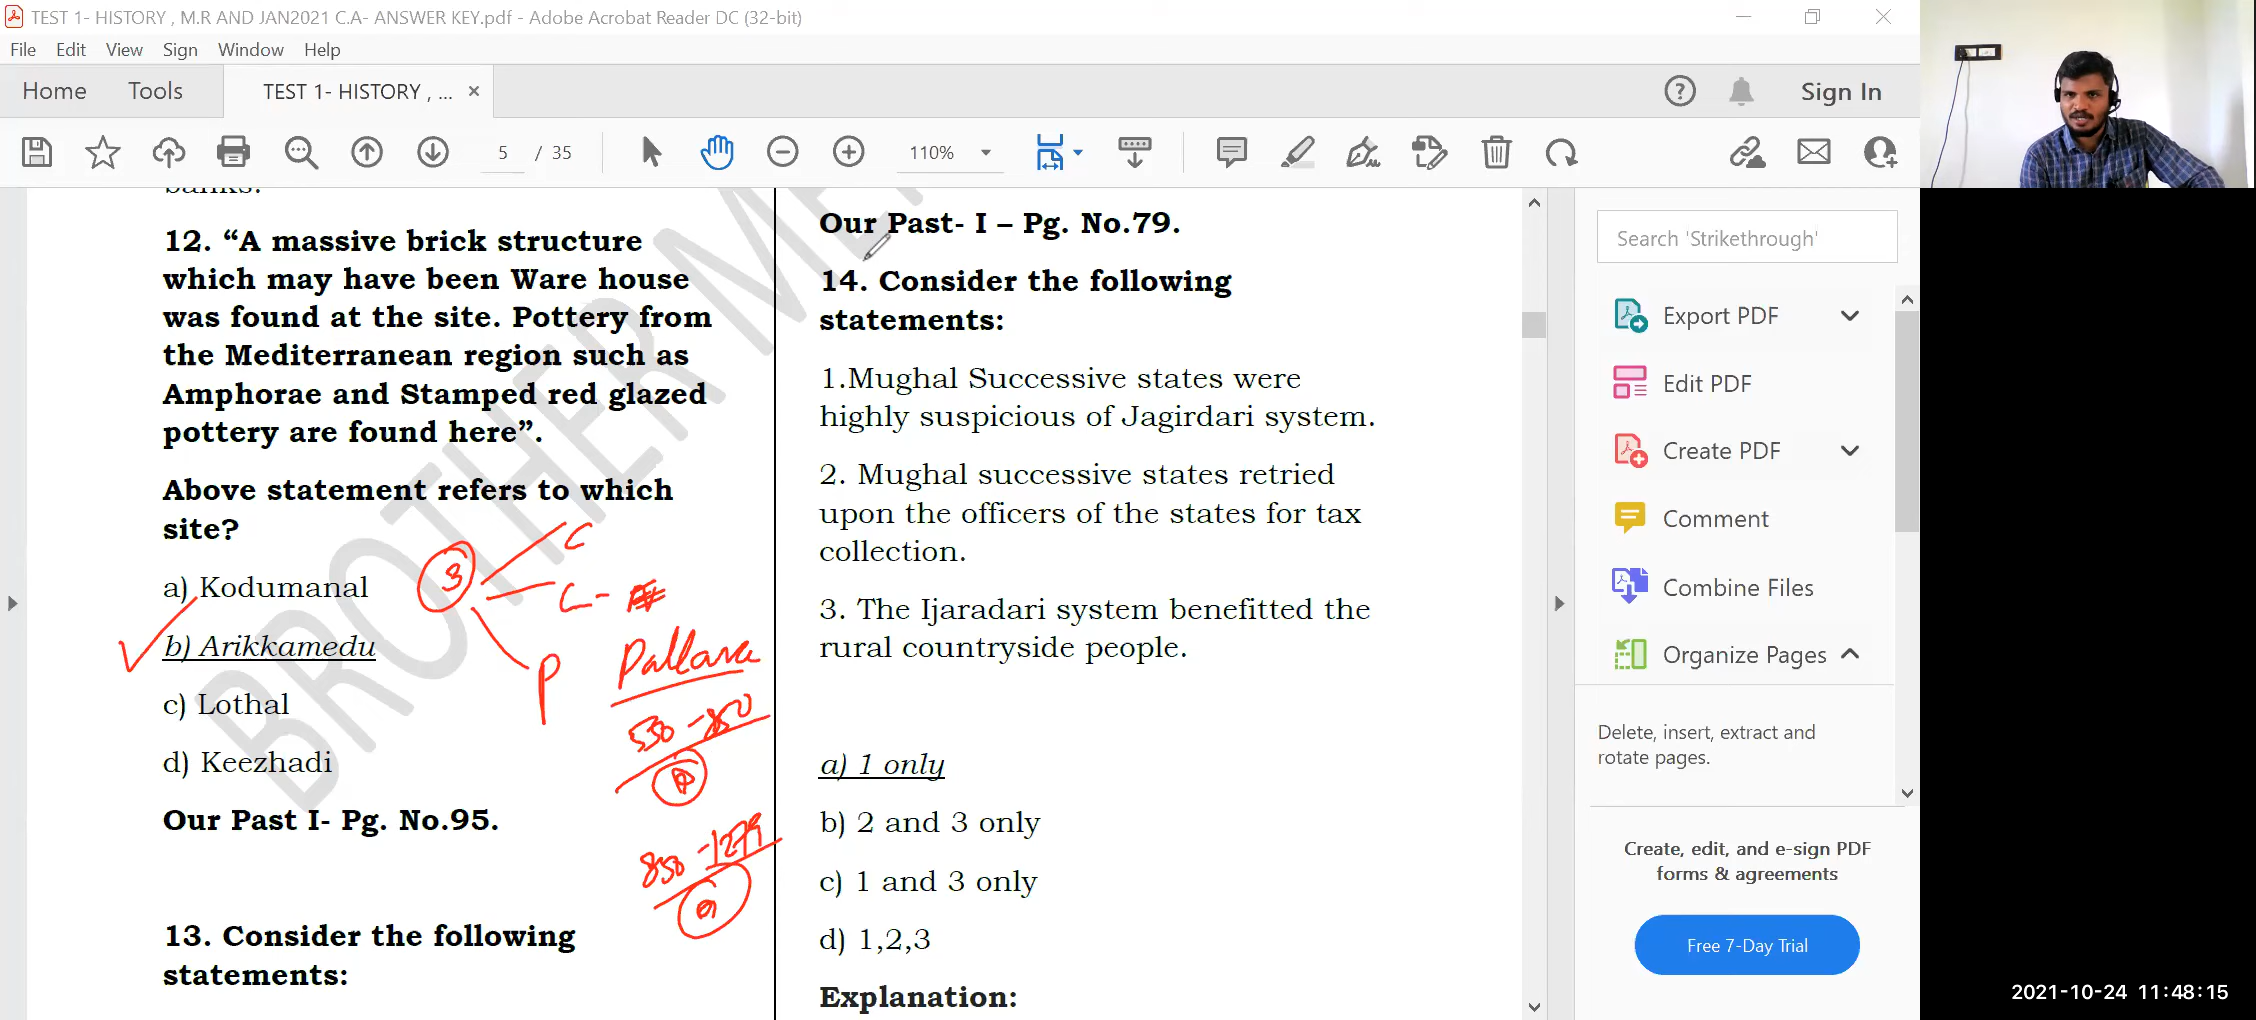 TEST 1- HISTORY , M.R AND JAN2021 C.A- ANSWER KEY.pdf - Adobe Acrobat Reader DC (32-bit)
File Edit View Sign Window Help
Home Tools TEST 1- HISTORY , ... × Sign In
5 / 35 110%
banks.
12. “A massive brick structure
which may have been Ware house
was found at the site. Pottery from
the Mediterranean region such as
Amphorae and Stamped red glazed
pottery are found here”.
Above statement refers to which
site?
a) Kodumanal
b) Arikkamedu
c) Lothal
d) Keezhadi
Our Past I- Pg. No.95.
13. Consider the following
statements:
3
C
C -
P
Pallava
550 - 850
850 - 1279
BROTHER ME
Our Past- I – Pg. No.79.
14. Consider the following
statements:
1.Mughal Successive states were
highly suspicious of Jagirdari system.
2. Mughal successive states retried
upon the officers of the states for tax
collection.
3. The Ijaradari system benefitted the
rural countryside people.
a) 1 only
b) 2 and 3 only
c) 1 and 3 only
d) 1,2,3
Explanation:
Search 'Strikethrough'
Export PDF
Edit PDF
Create PDF
Comment
Combine Files
Organize Pages
Delete, insert, extract and
rotate pages.
Create, edit, and e-sign PDF
forms & agreements
Free 7-Day Trial
2021-10-24 11:48:15